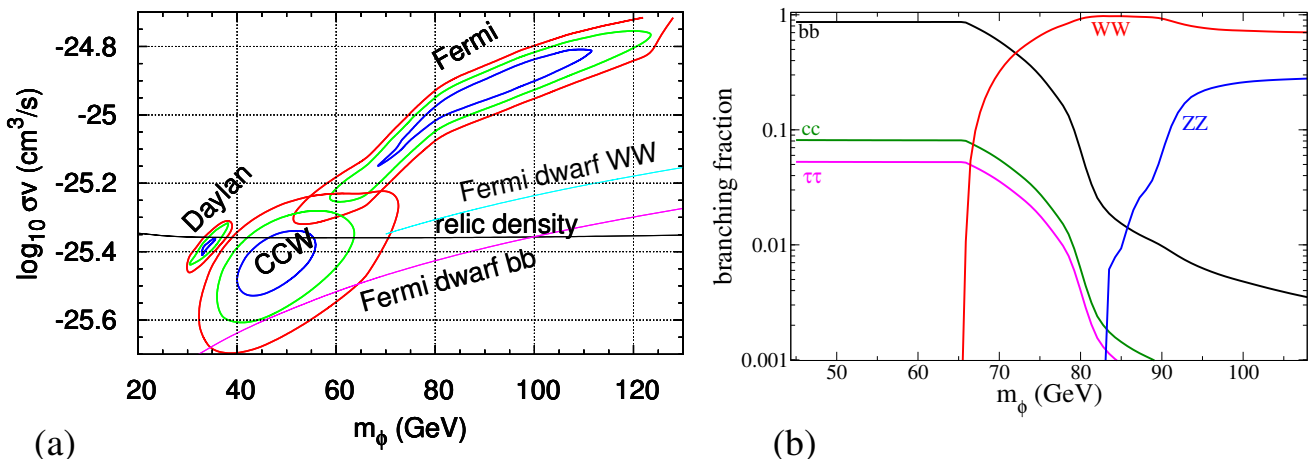 -24.8
-25
-25.2
-25.4
-25.6
log10 σv (cm³/s)
20 40 60 80 100 120
mϕ (GeV)
Fermi
Daylan
CCW
Fermi dwarf WW
relic density
Fermi dwarf bb
(a)
1
0.1
0.01
0.001
branching fraction
50 60 70 80 90 100
mϕ (GeV)
bb
WW
cc
ZZ
ττ
(b)